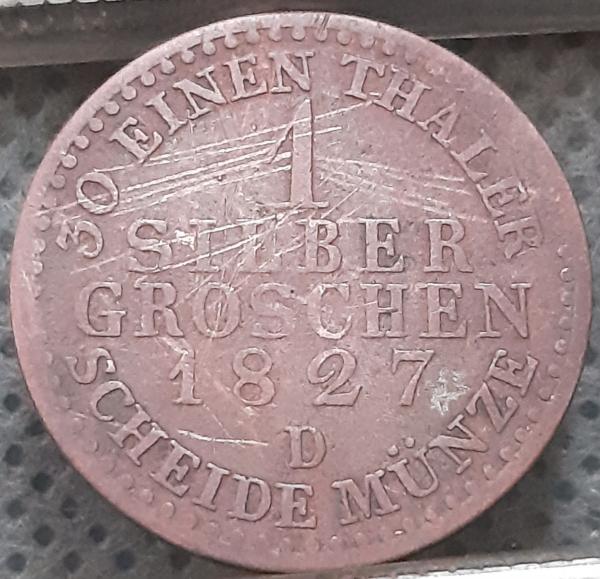 30 EINEN THALER
1
SILBER
GROSCHEN
1827
D
SCHEIDE MÜNZE